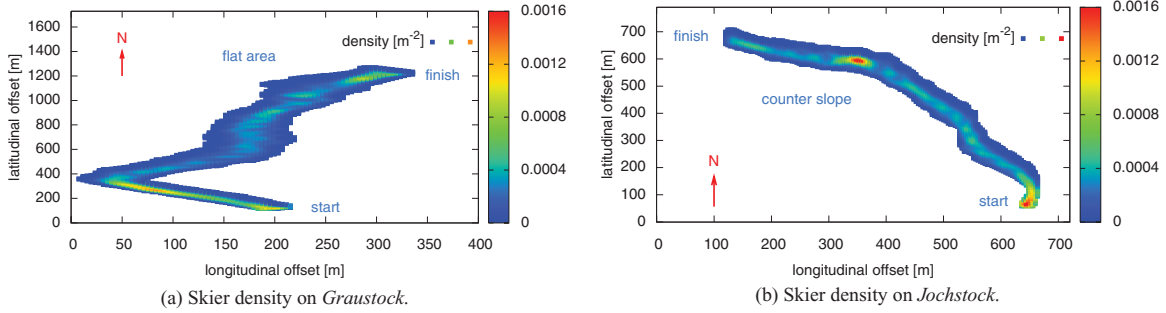 1600
1400
1200
1000
800
600
400
200
0
latitudinal offset [m]
N
flat area
density [m-2]
finish
start
0 50 100 150 200 250 300 350 400
longitudinal offset [m]
0.0016
0.0012
0.0008
0.0004
0
(a) Skier density on Graustock.
700
600
500
400
300
200
100
0
latitudinal offset [m]
finish
density [m-2]
counter slope
N
start
0 100 200 300 400 500 600 700
longitudinal offset [m]
0.0016
0.0012
0.0008
0.0004
0
(b) Skier density on Jochstock.